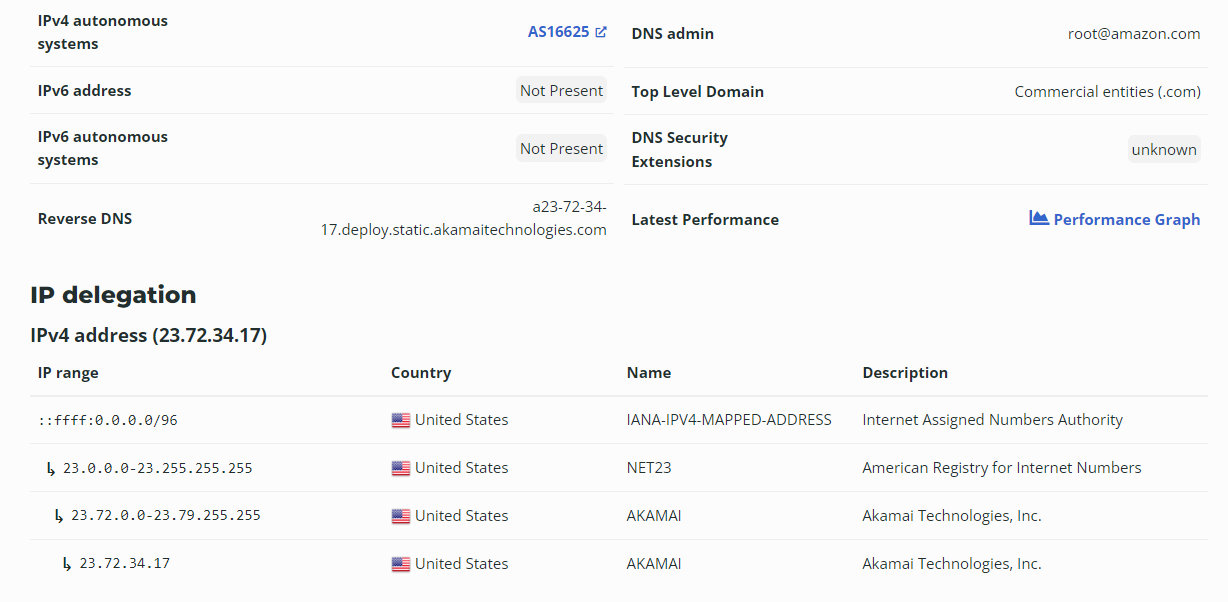 IPv4 autonomous
systems
AS16625
DNS admin
root@amazon.com
IPv6 address
Not Present
Top Level Domain
Commercial entities (.com)
IPv6 autonomous
systems
Not Present
DNS Security
Extensions
unknown
Reverse DNS
a23-72-34-
17.deploy.static.akamaitechnologies.com
Latest Performance
Performance Graph
IP delegation
IPv4 address (23.72.34.17)
IP range Country Name Description
::ffff:0.0.0.0/96 United States IANA-IPV4-MAPPED-ADDRESS Internet Assigned Numbers Authority
↳ 23.0.0.0-23.255.255.255 United States NET23 American Registry for Internet Numbers
↳ 23.72.0.0-23.79.255.255 United States AKAMAI Akamai Technologies, Inc.
↳ 23.72.34.17 United States AKAMAI Akamai Technologies, Inc.